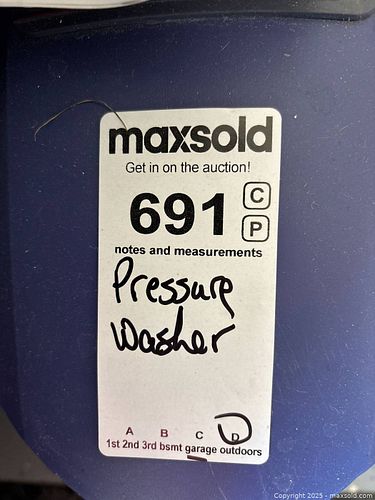 maxsold
Get in on the auction!
691 C
P
notes and measurements
Pressure
Washer
A B C D
1st 2nd 3rd bsmt garage outdoors
Copyright 2025 - maxsold.com